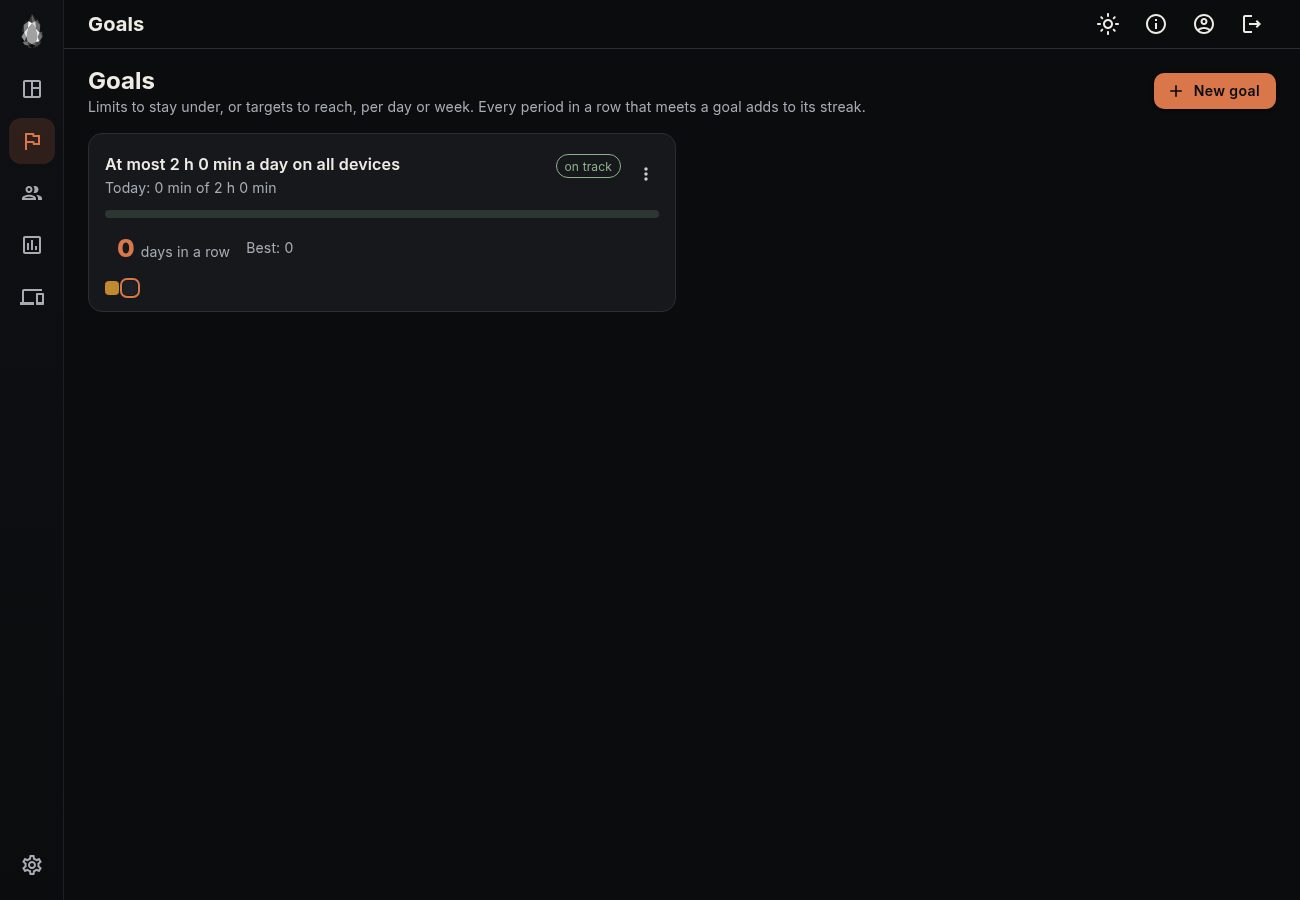 Goals
Goals
Limits to stay under, or targets to reach, per day or week. Every period in a row that meets a goal adds to its streak.
New goal
At most 2 h 0 min a day on all devices
on track
Today: 0 min of 2 h 0 min
0 days in a row Best: 0